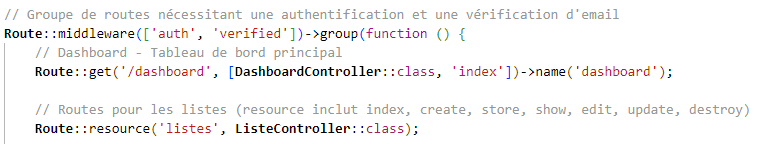 // Groupe de routes nécessitant une authentification et une vérification d'email
Route::middleware(['auth', 'verified'])->group(function () {
// Dashboard - Tableau de bord principal
Route::get('/dashboard', [DashboardController::class, 'index'])->name('dashboard');
// Routes pour les listes (resource inclut index, create, store, show, edit, update, destroy)
Route::resource('listes', ListeController::class);